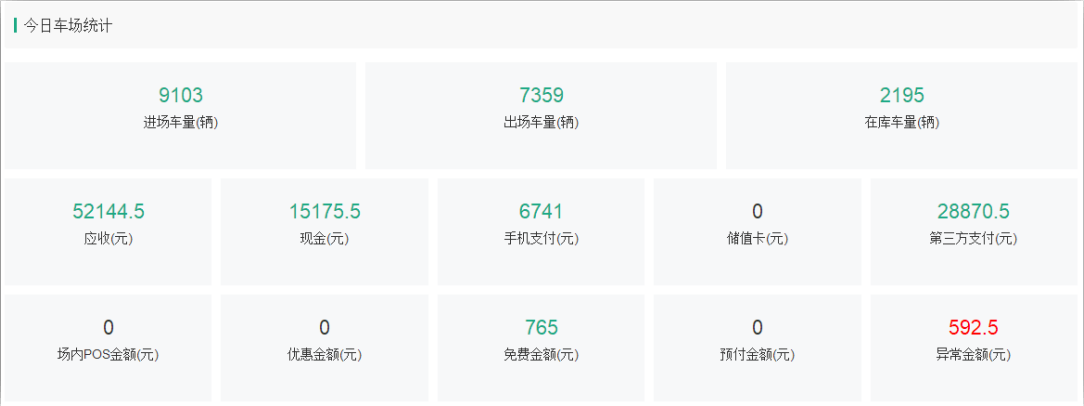 今日车场统计
9103
进场车量(辆)
7359
出场车量(辆)
2195
在库车量(辆)
52144.5
应收(元)
15175.5
现金(元)
6741
手机支付(元)
0
储值卡(元)
28870.5
第三方支付(元)
0
场内POS金额(元)
0
优惠金额(元)
765
免费金额(元)
0
预付金额(元)
592.5
异常金额(元)